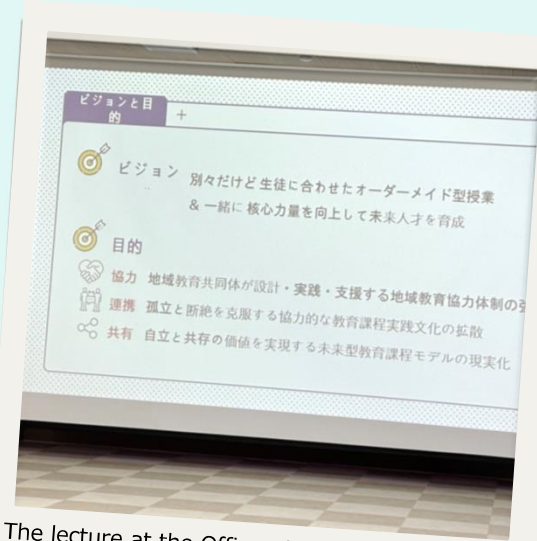 ビジョンと目
的
+
ビジョン 別々だけど生徒に合わせたオーダーメイド型授業
& 一緒に 核心力量を向上して未来人才を育成
目的
協力 地域教育共同体が設計・実践・支援する地域教育協力体制の
連携 孤立と断絶を克服する協力的な教育課程実践文化の拡散
共有 自立と共存の価値を実現する未来型教育課程モデルの現実化
The lecture at the